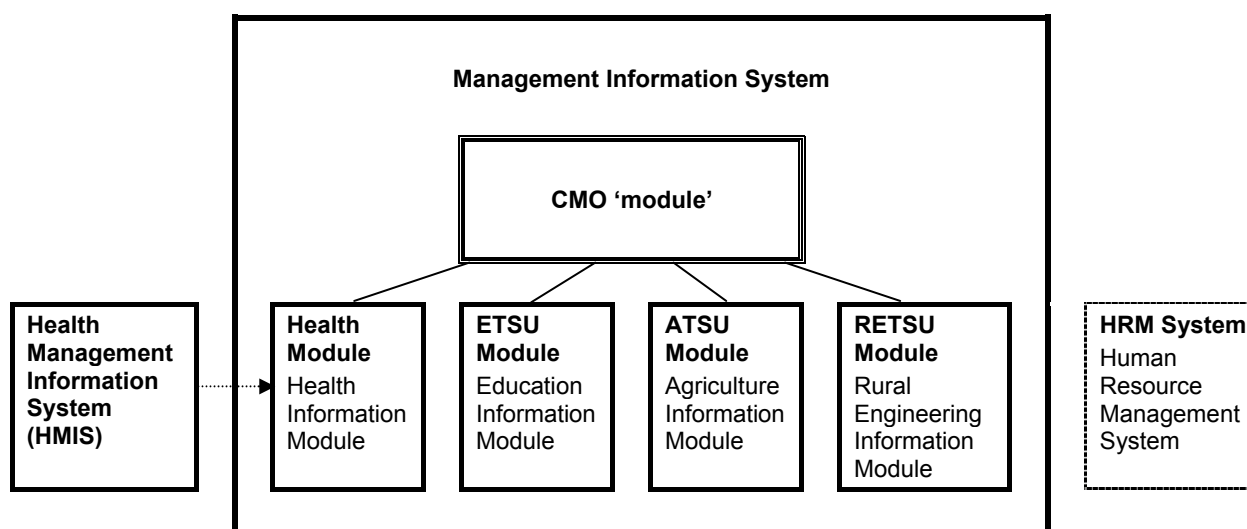 Management Information System
CMO ‘module’
Health
Management
Information
System
(HMIS)
Health
Module
Health
Information
Module
ETSU
Module
Education
Information
Module
ATSU
Module
Agriculture
Information
Module
RETSU
Module
Rural
Engineering
Information
Module
HRM System
Human
Resource
Management
System